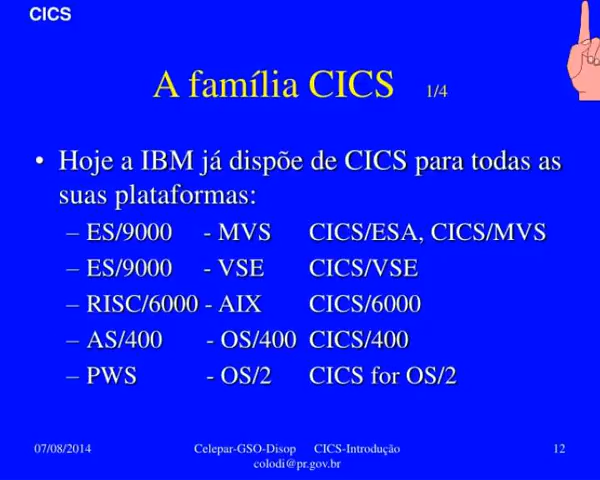 CICS
A família CICS 1/4
• Hoje a IBM já dispõe de CICS para todas as
suas plataformas:
– ES/9000 - MVS CICS/ESA, CICS/MVS
– ES/9000 - VSE CICS/VSE
– RISC/6000 - AIX CICS/6000
– AS/400 - OS/400 CICS/400
– PWS - OS/2 CICS for OS/2
07/08/2014 Celepar-GSO-Disop CICS-Introdução 12
colodi@pr.gov.br